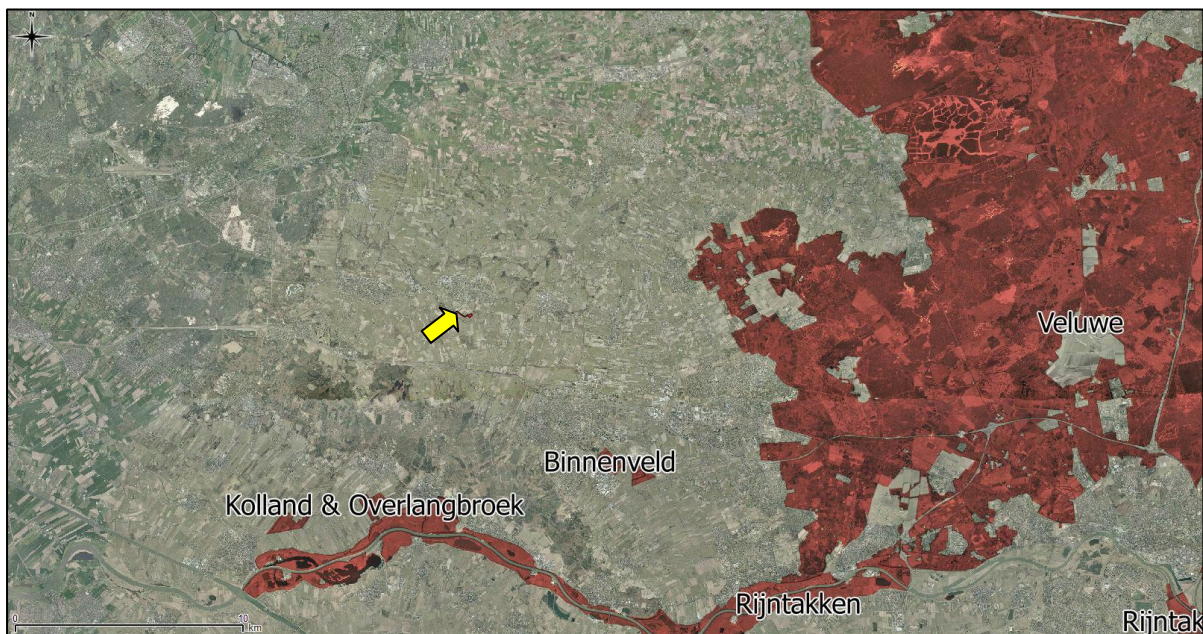 N
Veluwe
Binnenveld
Kolland & Overlangbroek
Rijntakken
Rijntak
0 10
km